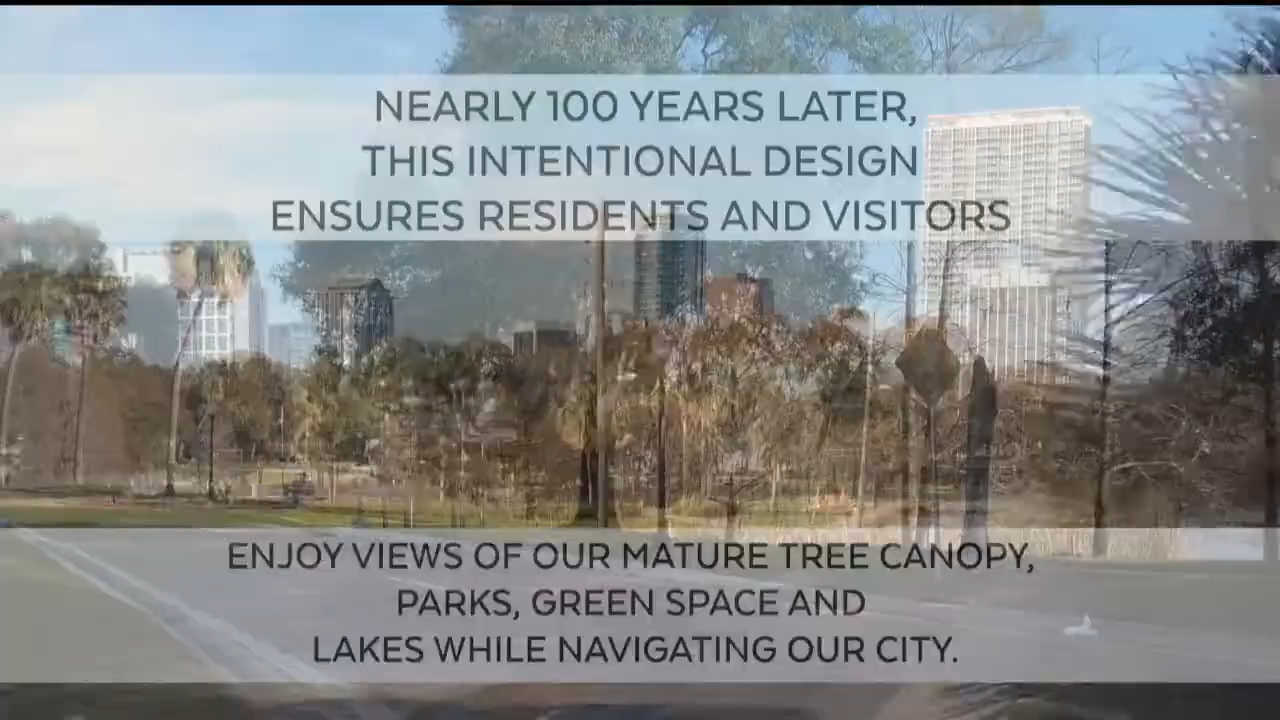 NEARLY 100 YEARS LATER,
THIS INTENTIONAL DESIGN
ENSURES RESIDENTS AND VISITORS
ENJOY VIEWS OF OUR MATURE TREE CANOPY,
PARKS, GREEN SPACE AND
LAKES WHILE NAVIGATING OUR CITY.